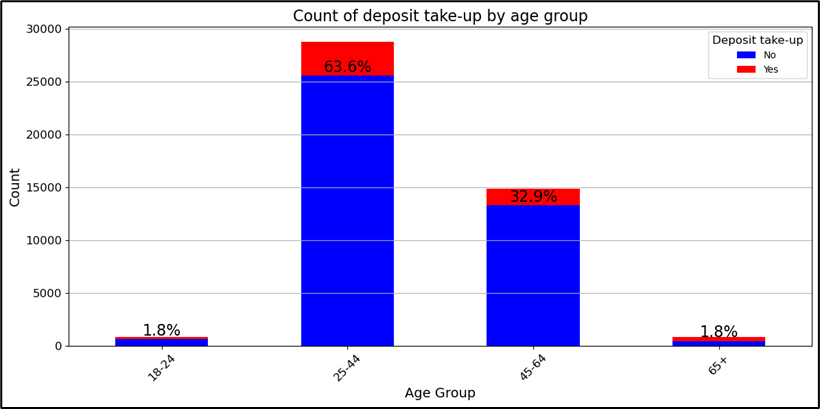 Count of deposit take-up by age group
Deposit take-up
No
Yes
Count
30000
25000
20000
15000
10000
5000
0
1.8%
63.6%
32.9%
1.8%
18-24
25-44
45-64
65+
Age Group